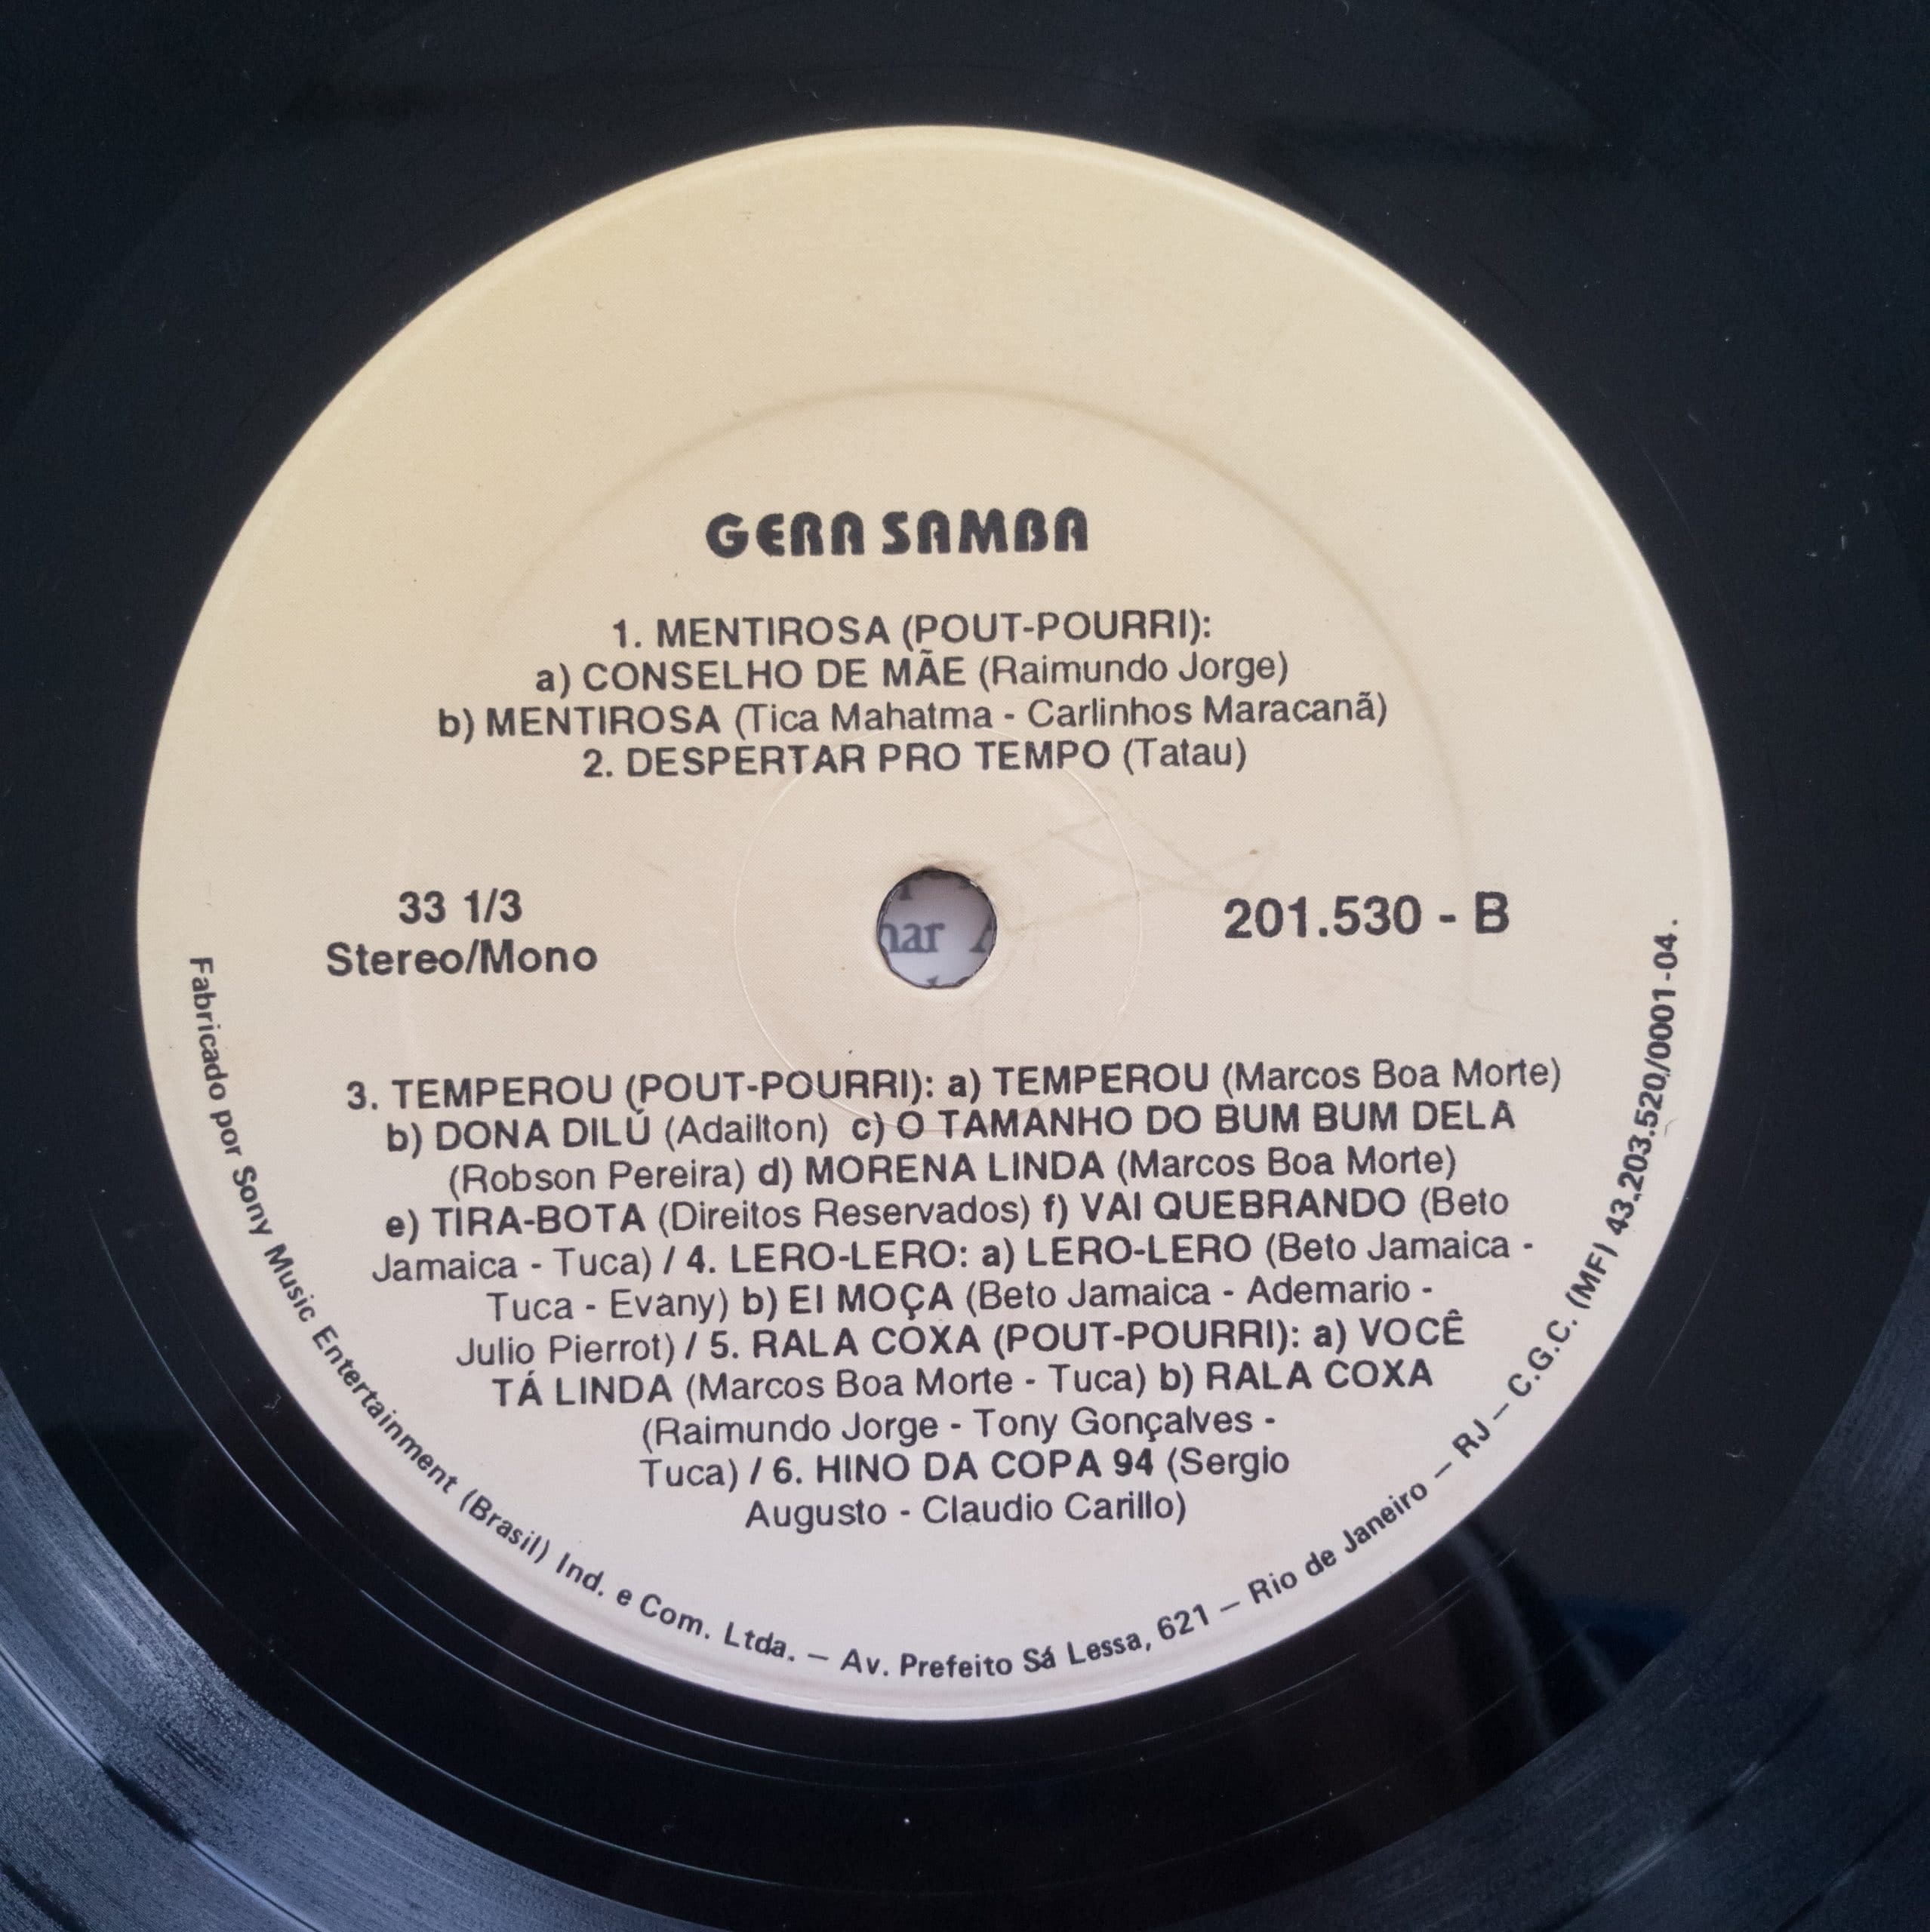 GERA SAMBA
1. MENTIROSA (POUT-POURRI):
a) CONSELHO DE MÃE (Raimundo Jorge)
b) MENTIROSA (Tica Mahatma - Carlinhos Maracanã)
2. DESPERTAR PRO TEMPO (Tatau)
33 1/3
Stereo/Mono
201.530 - B
3. TEMPEROU (POUT-POURRI): a) TEMPEROU (Marcos Boa Morte)
b) DONA DILÚ (Adailton) c) O TAMANHO DO BUM BUM DELA
(Robson Pereira) d) MORENA LINDA (Marcos Boa Morte)
e) TIRA-BOTA (Direitos Reservados) f) VAI QUEBRANDO (Beto
Jamaica - Tuca) / 4. LERO-LERO: a) LERO-LERO (Beto Jamaica -
Tuca - Evany) b) EI MOÇA (Beto Jamaica - Ademario -
Julio Pierrot) / 5. RALA COXA (POUT-POURRI): a) VOCÊ
TÁ LINDA (Marcos Boa Morte - Tuca) b) RALA COXA
(Raimundo Jorge - Tony Gonçalves -
Tuca) / 6. HINO DA COPA 94 (Sergio
Augusto - Claudio Carillo)
Fabricado por Sony Music Entertainment (Brasil) Ind. e Com. Ltda. – Av. Prefeito Sá Lessa, 621 – Rio de Janeiro – RJ – C.G.C. (MF) 43.203.520/0001-04.